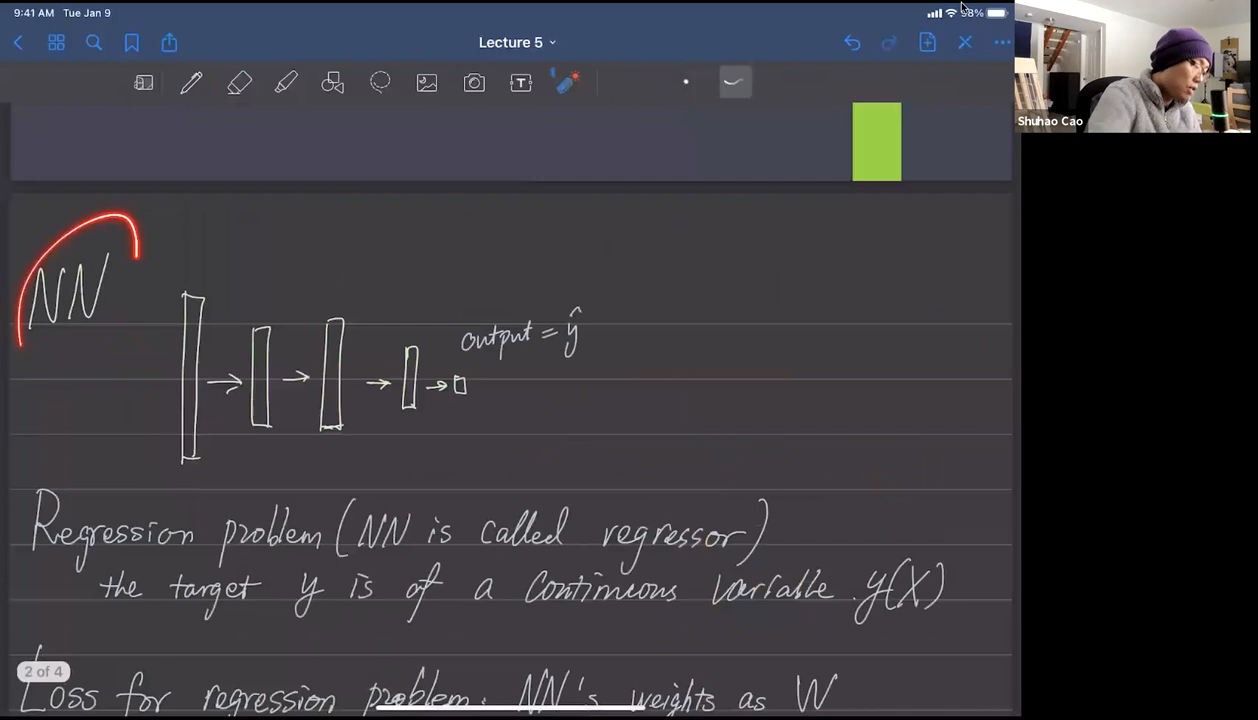 9:41 AM Tue Jan 9
98%
Lecture 5
Shuhao Cao
NN
output = ŷ
Regression problem (NN is called regressor)
the target y is of a continuous variable. y(X)
2 of 4
Loss for regression problem. NN's weights as W